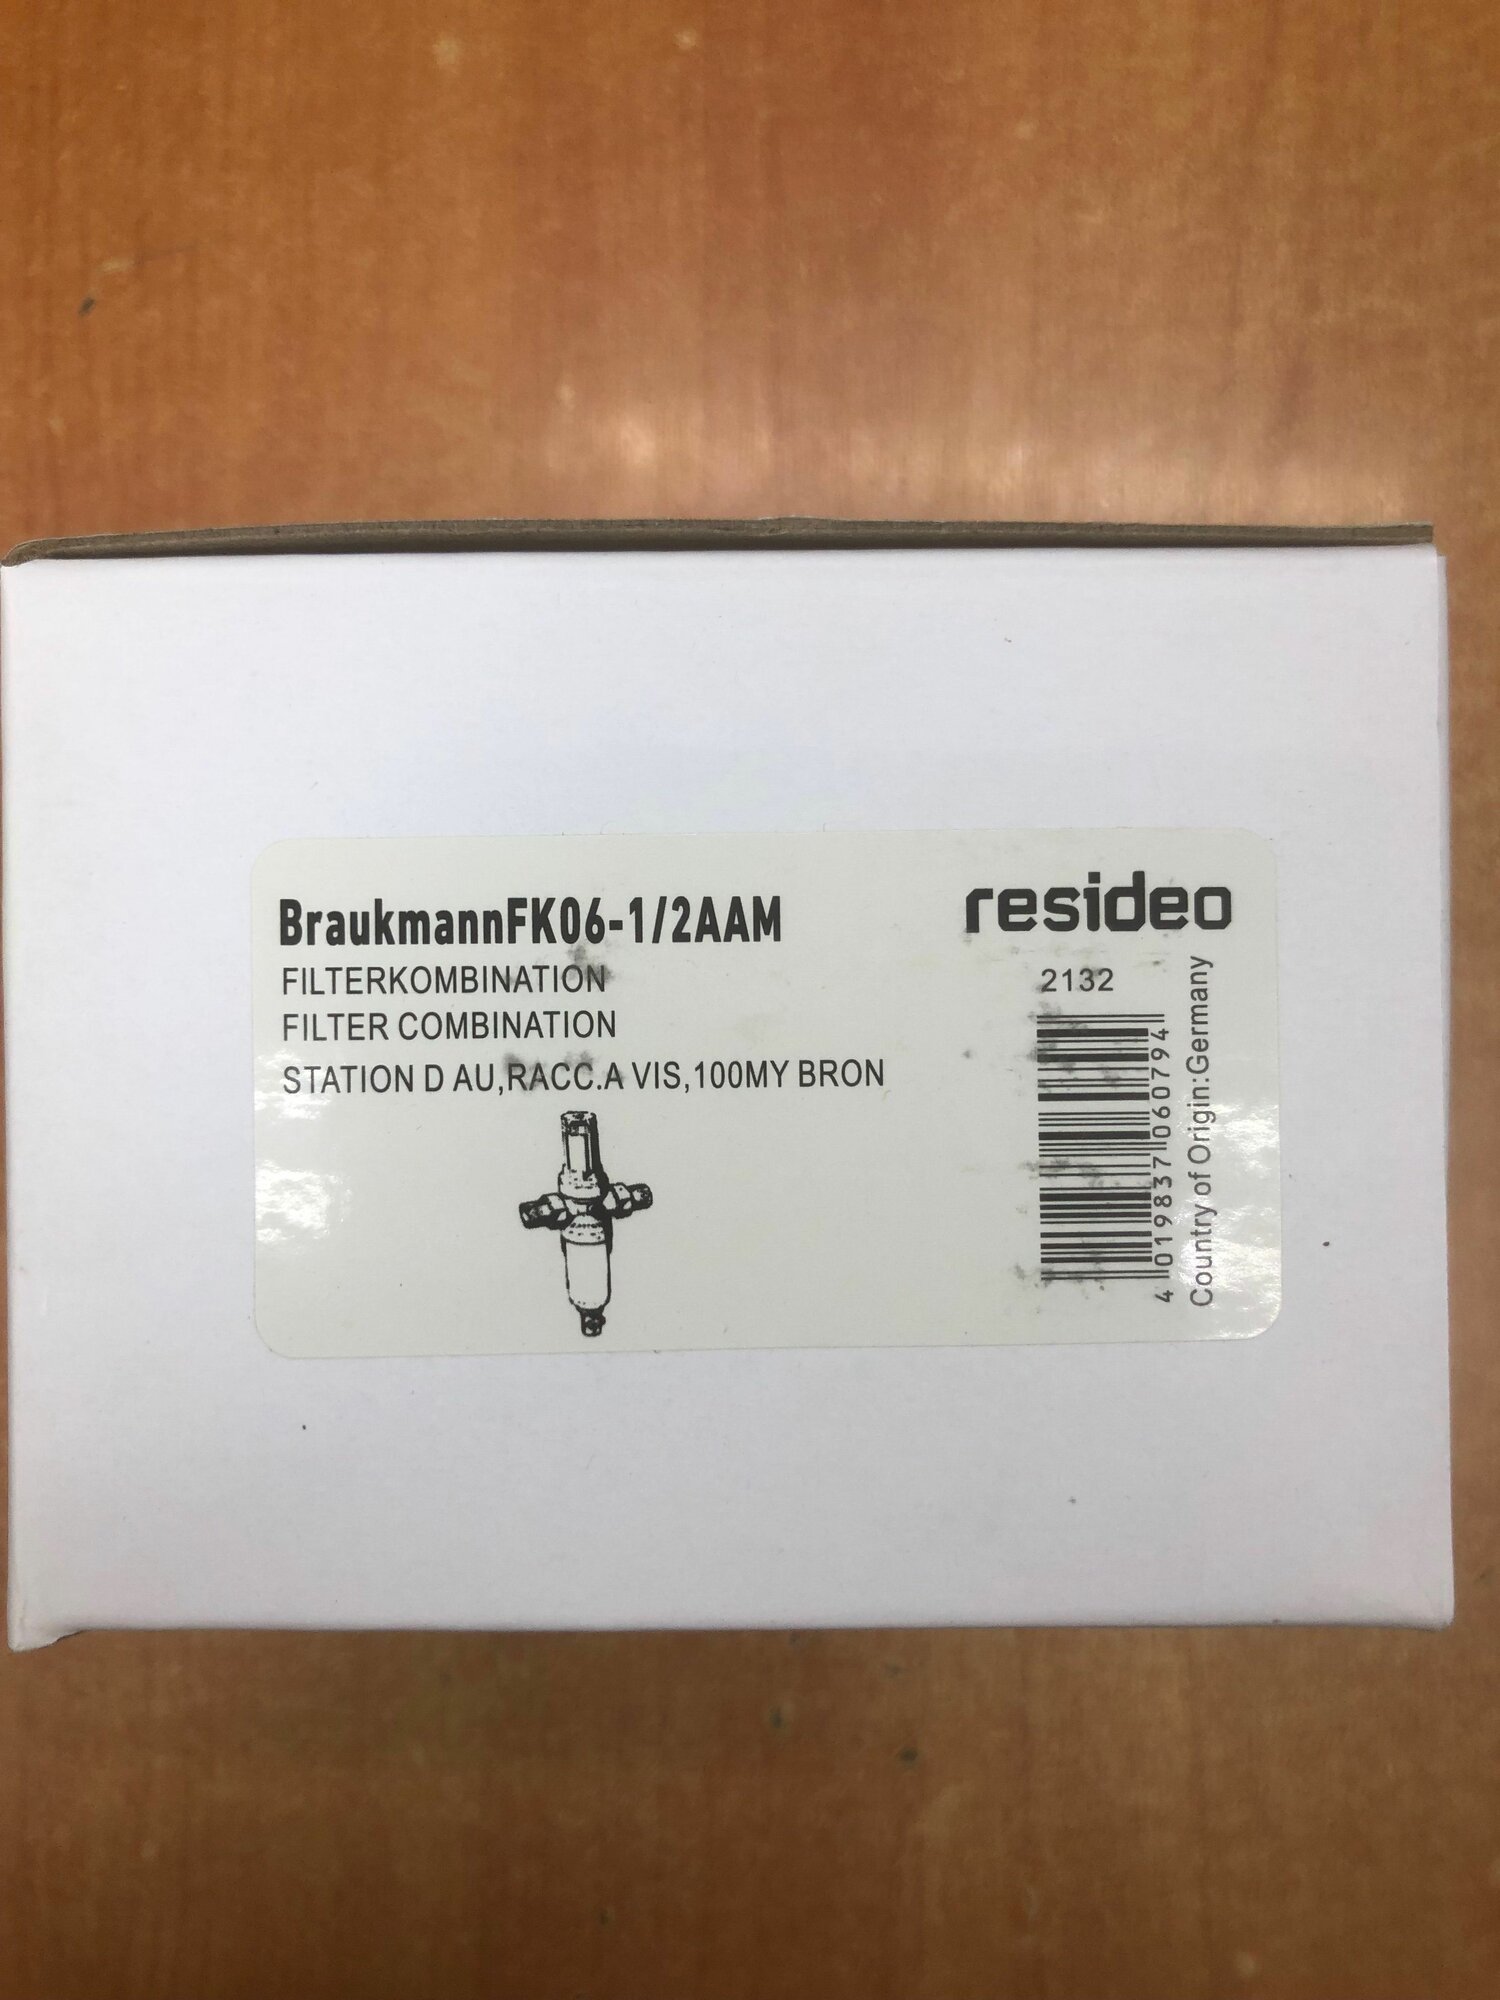 BraukmannFK06-1/2AAM
resideo
FILTERKOMBINATION
2132
FILTER COMBINATION
STATION D AU,RACC.A VIS,100MY BRON
4 019837 060794
Country of Origin:Germany